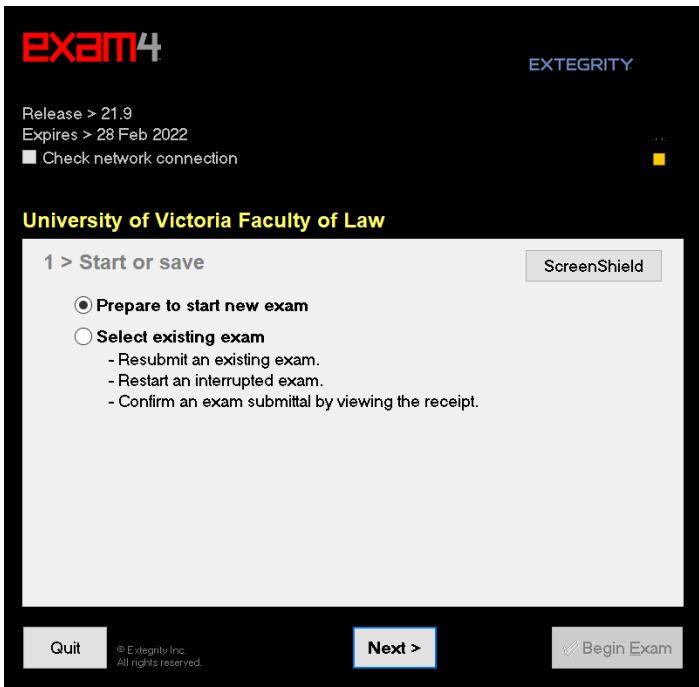 exam4
EXTEGRITY
Release > 21.9
Expires > 28 Feb 2022
Check network connection
University of Victoria Faculty of Law
1 > Start or save
ScreenShield
Prepare to start new exam
Select existing exam
- Resubmit an existing exam.
- Restart an interrupted exam.
- Confirm an exam submittal by viewing the receipt.
Quit
© Extegrity Inc.
All rights reserved.
Next >
Begin Exam